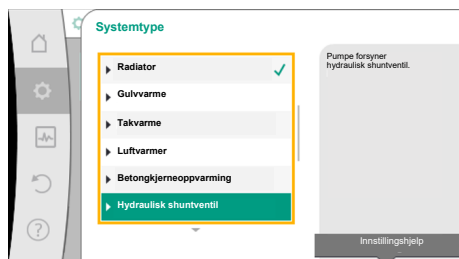 Systemtype
Radiator
Gulvvarme
Takvarme
Luftvarmer
Betongkjerneoppvarming
Hydraulisk shuntventil
Pumpe forsyner
hydraulisk shuntventil.
Innstillingshjelp
...
?